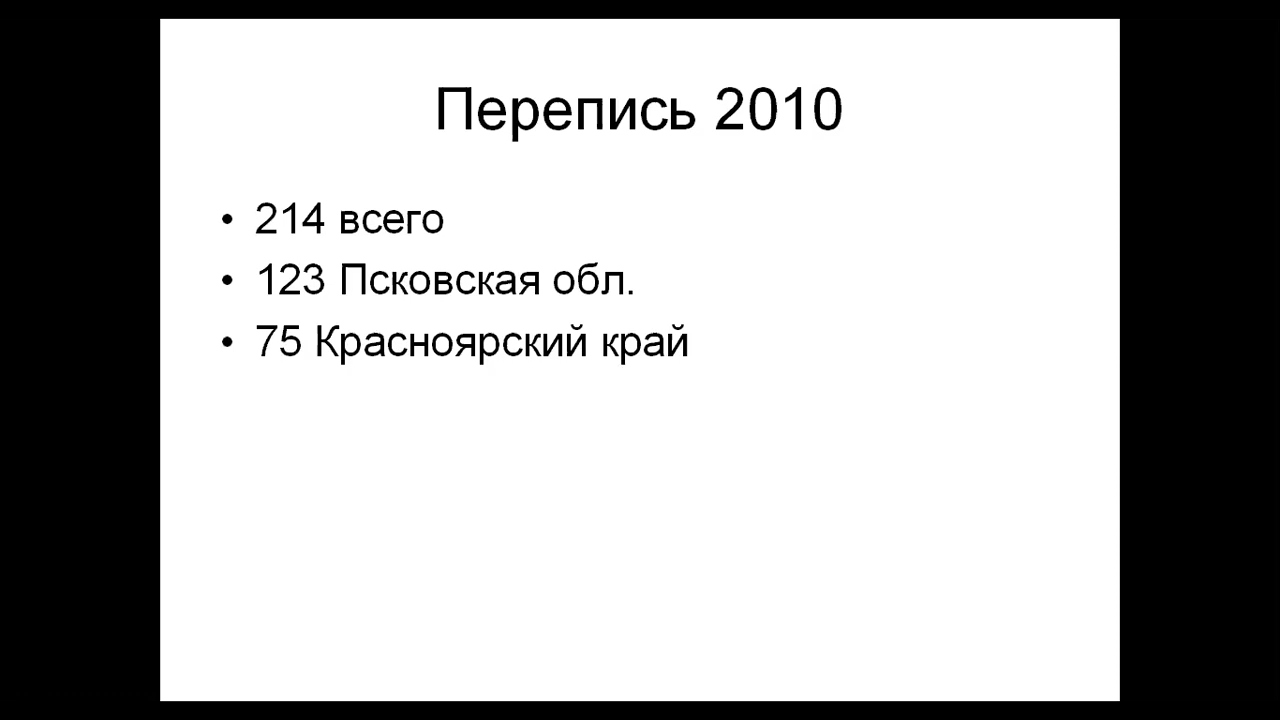 Перепись 2010
• 214 всего
• 123 Псковская обл.
• 75 Красноярский край